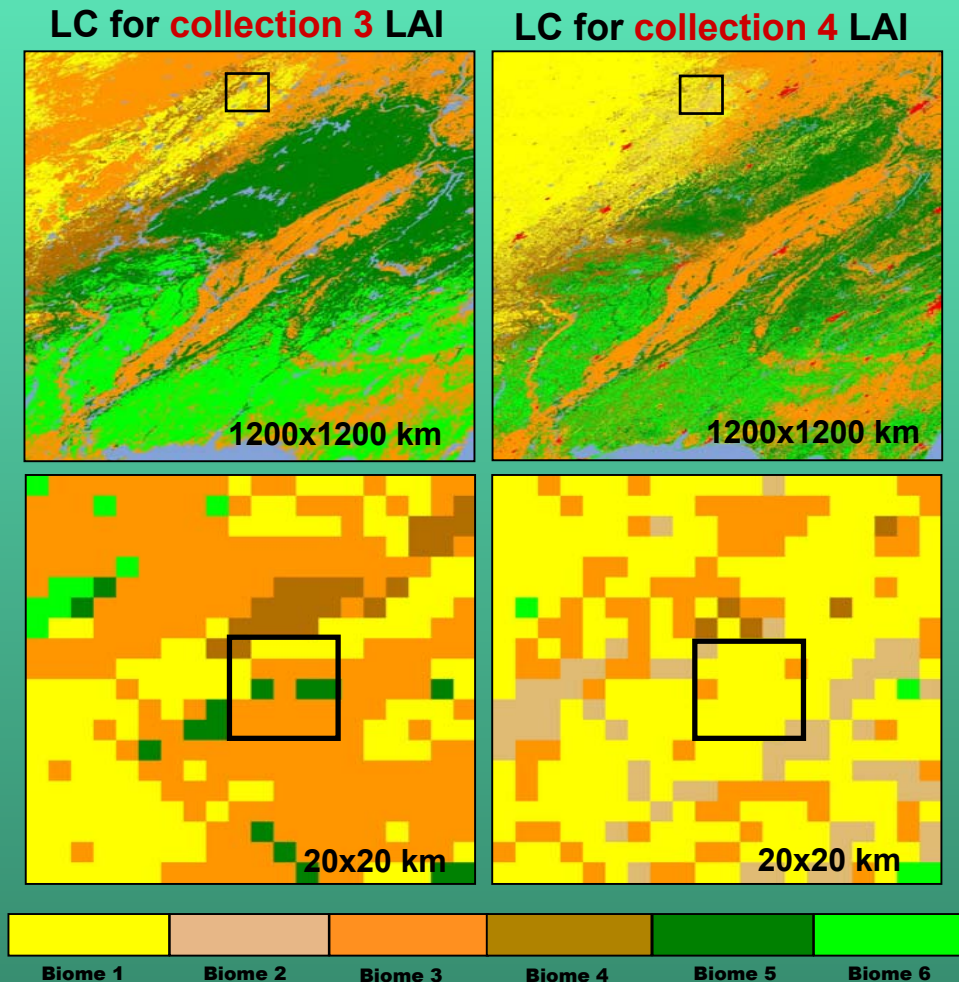 LC for collection 3 LAI
LC for collection 4 LAI
1200x1200 km
1200x1200 km
20x20 km
20x20 km
Biome 1
Biome 2
Biome 3
Biome 4
Biome 5
Biome 6